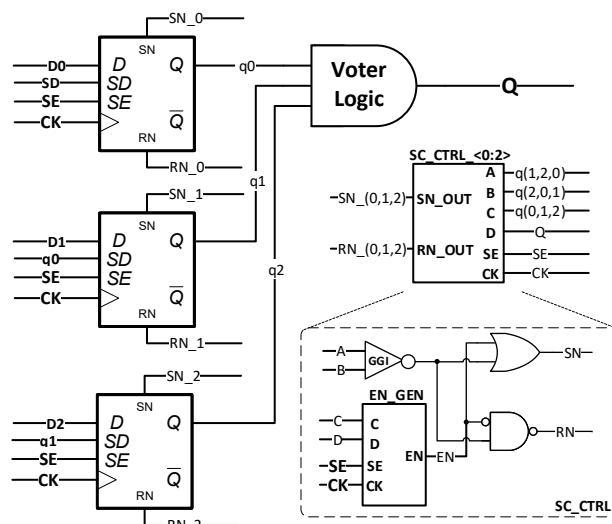 SN_0
D0 D Q q0
SN
SD SD
SE SE
CK Q
RN
RN_0
Voter
Logic
Q
q1
SN_1
SN
D1 D Q
q0 SD
SE SE
CK Q
RN
RN_1
q2
SN_2
SN
D2 D Q
q1 SD
SE SE
CK Q
RN
SC_CTRL_<0:2>
A q(1,2,0)
B q(2,0,1)
SN_(0,1,2) SN_OUT
C q(0,1,2)
D Q
RN_(0,1,2) RN_OUT
SE SE
CK CK
A
B
GGI
SN
EN_GEN
C C
D D
SE SE
EN EN
CK CK
RN
SC_CTRL